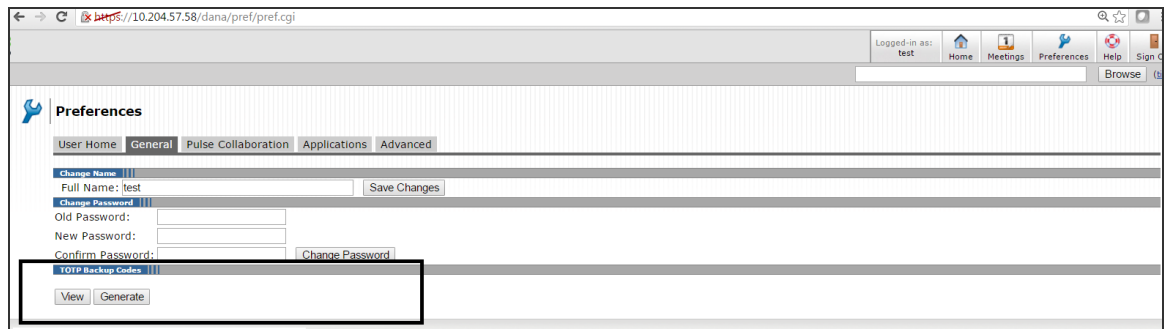 https://10.204.57.58/dana/pref/pref.cgi
Logged-in as:
test
Home
Meetings
Preferences
Help
Sign
Browse
Preferences
User Home General Pulse Collaboration Applications Advanced
Change Name
Full Name: test Save Changes
Change Password
Old Password:
New Password:
Confirm Password: Change Password
TOTP Backup Codes
View Generate